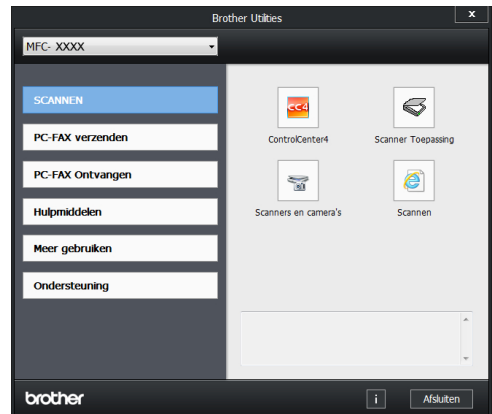 Brother Utilities
x
MFC- XXXX
SCANNEN
PC-FAX verzenden
PC-FAX Ontvangen
Hulpmiddelen
Meer gebruiken
Ondersteuning
CC4
ControlCenter4
Scanner Toepassing
Scanners en camera's
Scannen
brother
i
Afsluiten